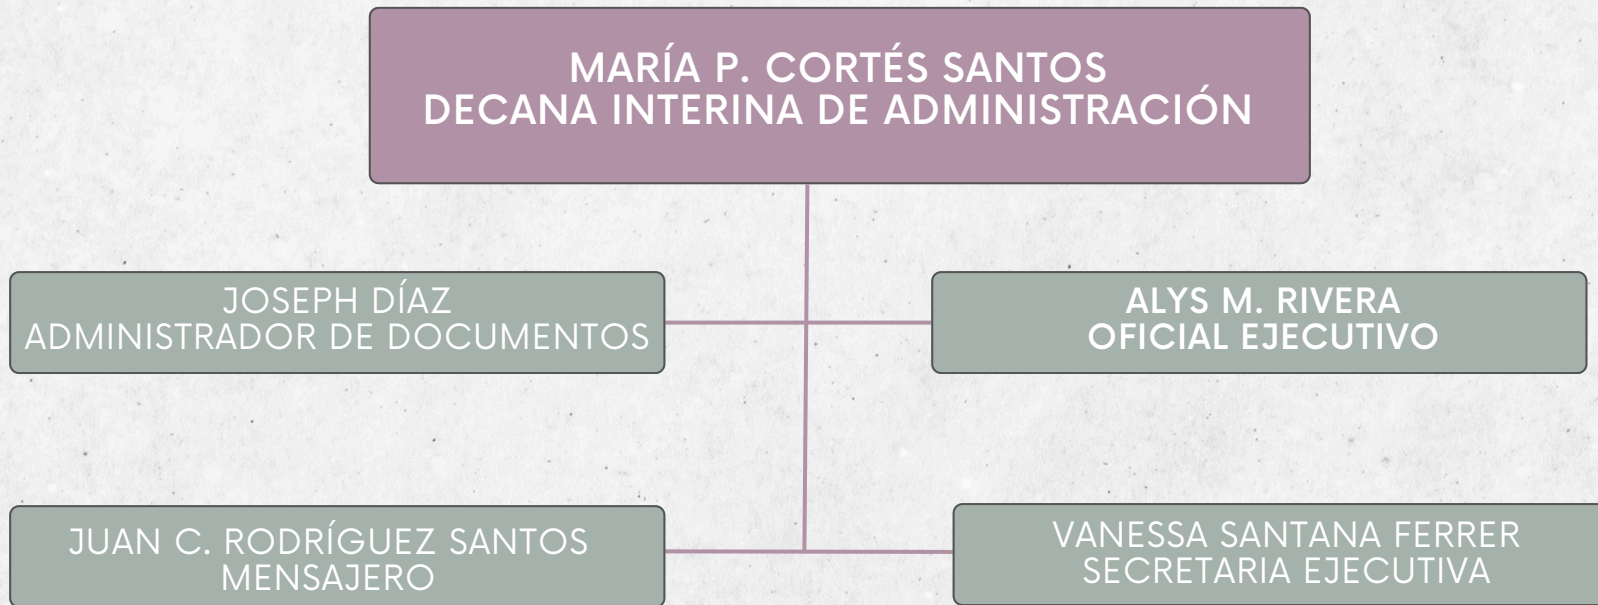 MARÍA P. CORTÉS SANTOS
DECANA INTERINA DE ADMINISTRACIÓN
JOSEPH DÍAZ
ADMINISTRADOR DE DOCUMENTOS
ALYS M. RIVERA
OFICIAL EJECUTIVO
JUAN C. RODRÍGUEZ SANTOS
MENSAJERO
VANESSA SANTANA FERRER
SECRETARIA EJECUTIVA